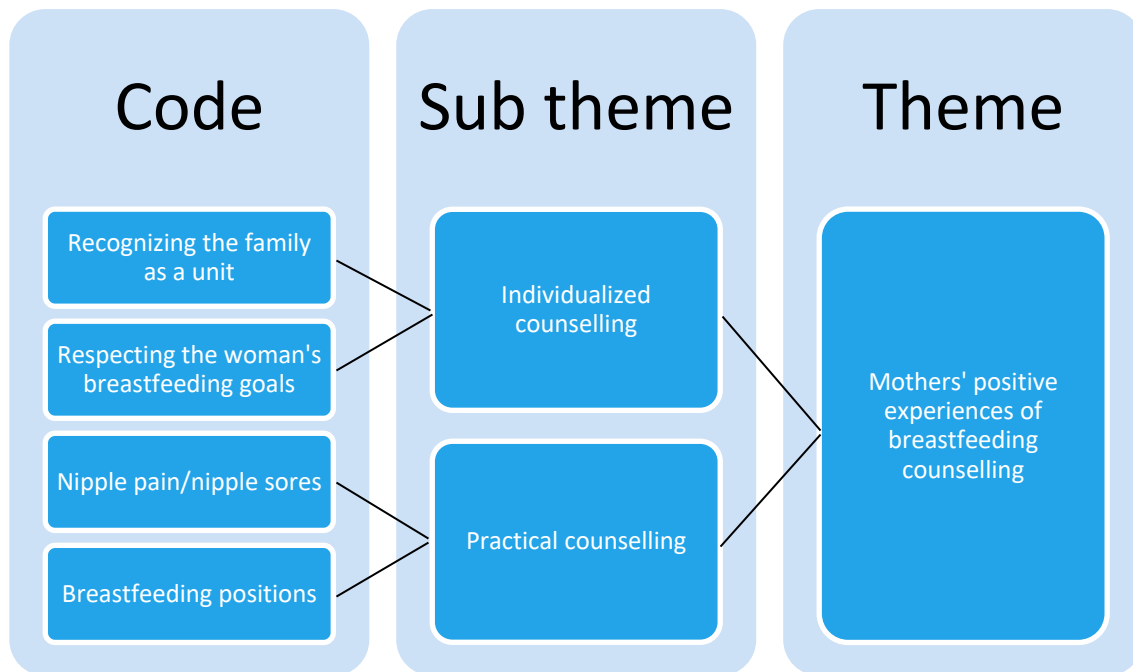 Code
Recognizing the family
as a unit
Respecting the woman's
breastfeeding goals
Nipple pain/nipple sores
Breastfeeding positions
Sub theme
Individualized
counselling
Practical counselling
Theme
Mothers' positive
experiences of
breastfeeding
counselling